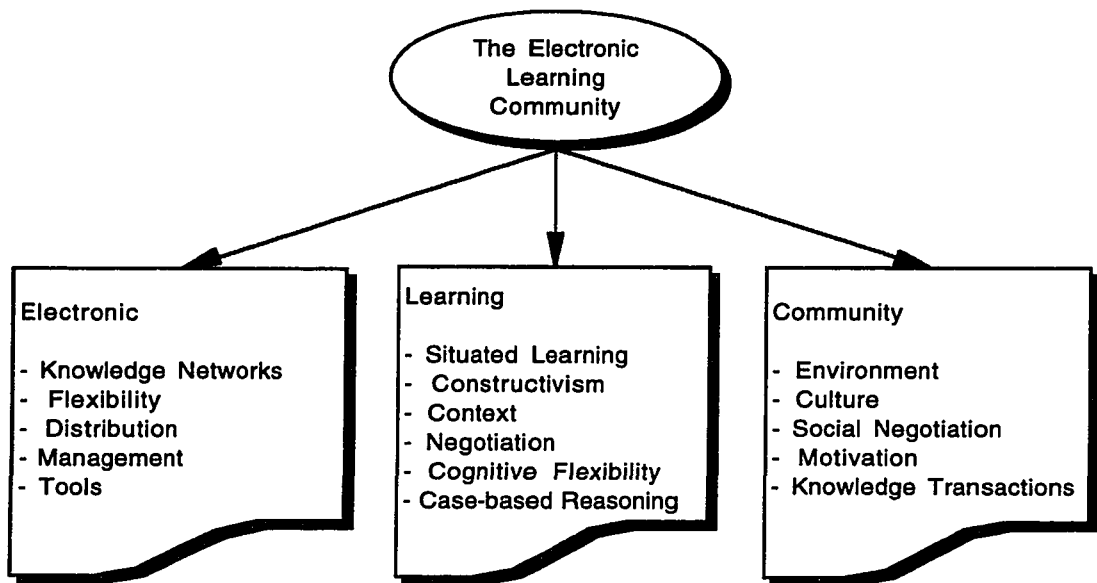 The Electronic
Learning
Community
Electronic
- Knowledge Networks
- Flexibility
- Distribution
- Management
- Tools
Learning
- Situated Learning
- Constructivism
- Context
- Negotiation
- Cognitive Flexibility
- Case-based Reasoning
Community
- Environment
- Culture
- Social Negotiation
- Motivation
- Knowledge Transactions